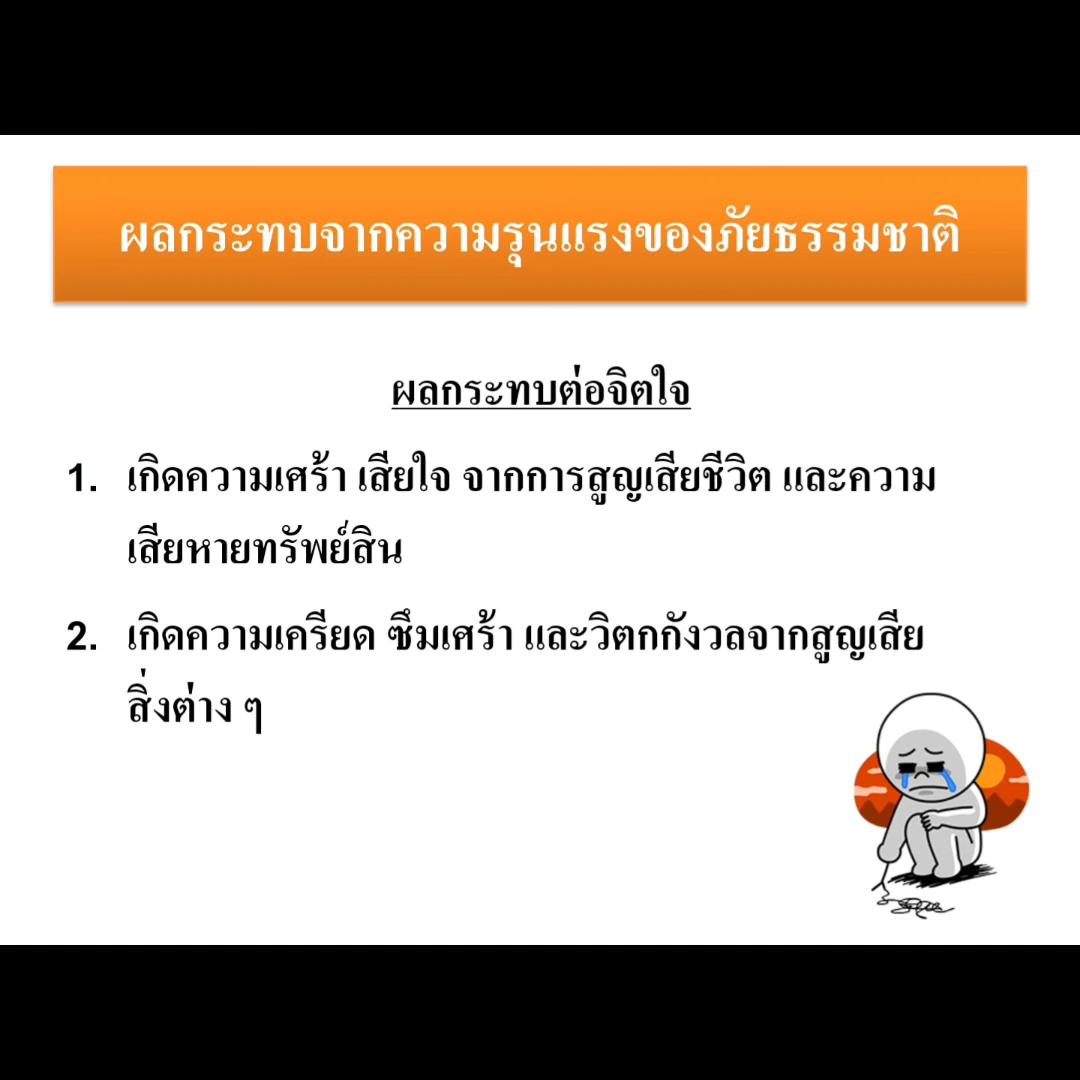 ผลกระทบจากความรุนแรงของภัยธรรมชาติ
ผลกระทบต่อจิตใจ
1. เกิดความเศร้า เสียใจ จากการสูญเสียชีวิต และความ
เสียหายทรัพย์สิน
2. เกิดความเครียด ซึมเศร้า และวิตกกังวลจากสูญเสีย
สิ่งต่าง ๆ